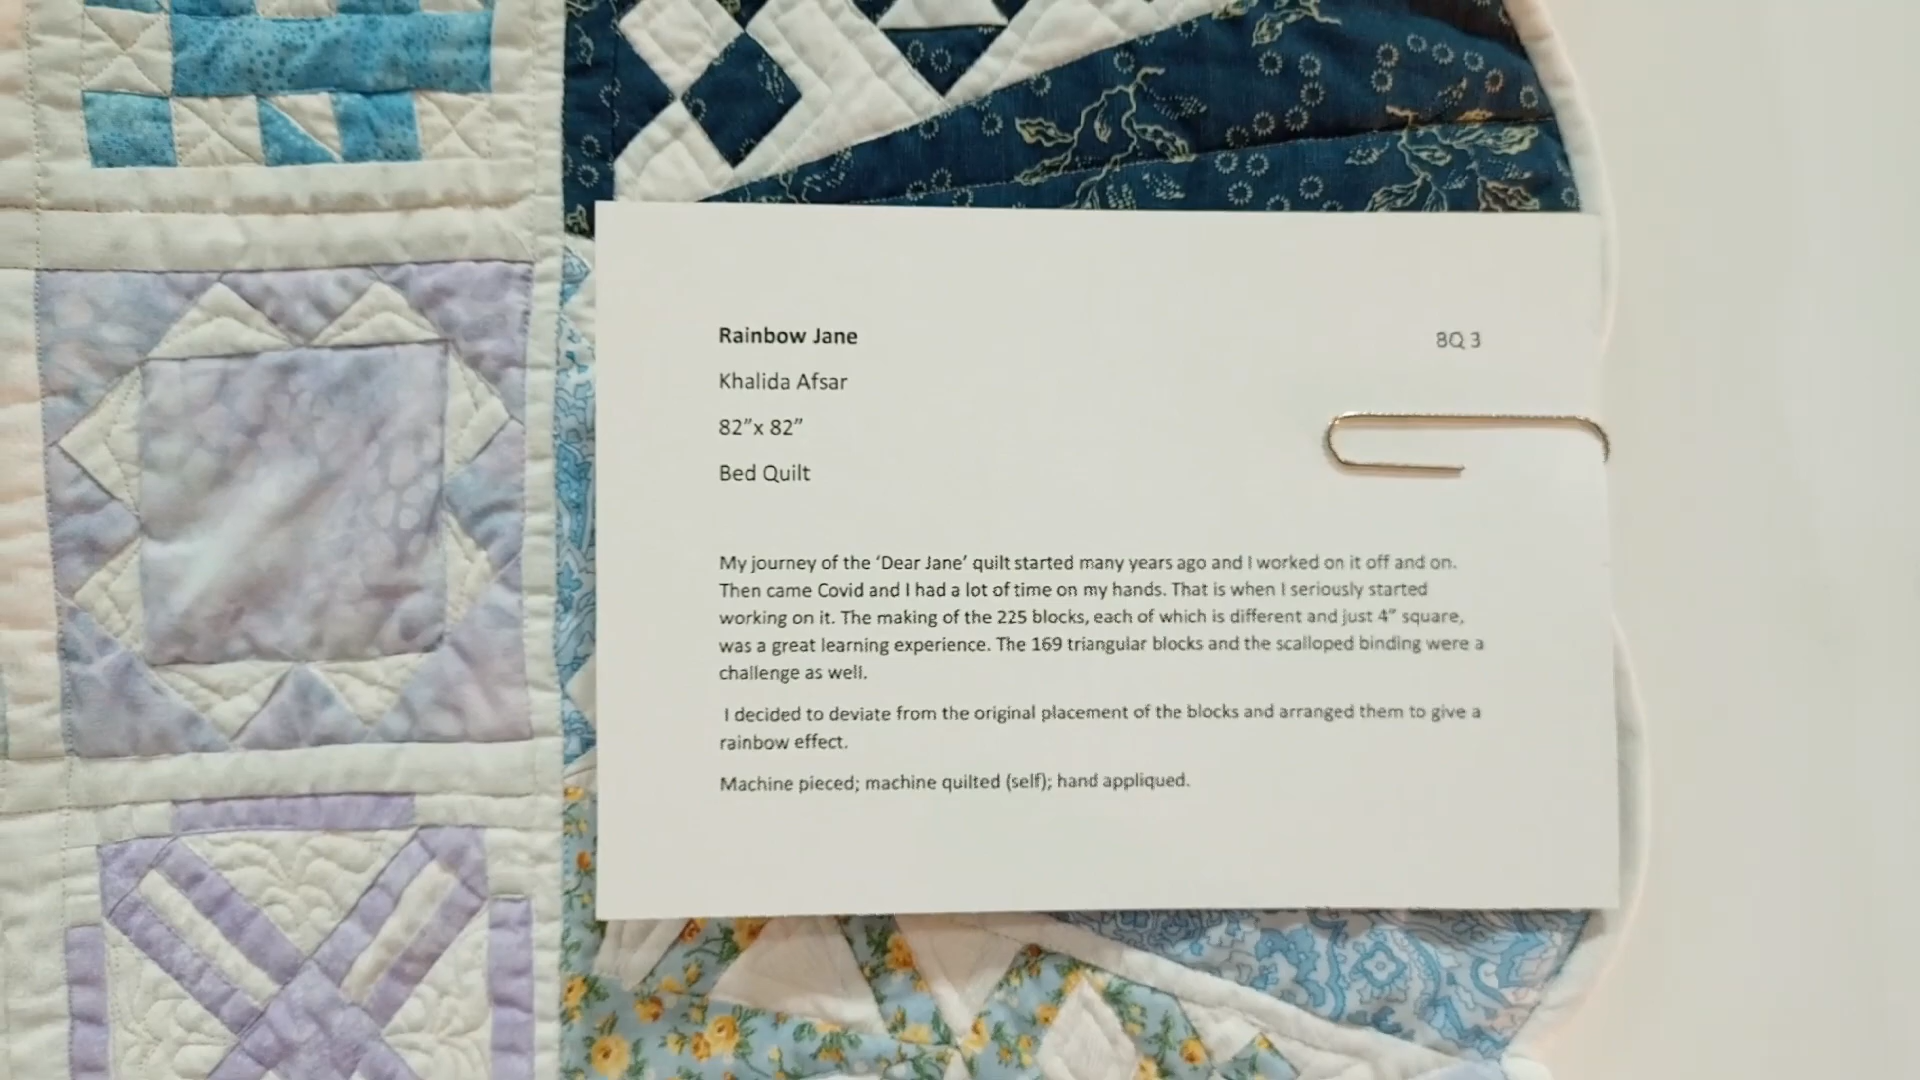 Rainbow Jane
8Q 3
Khalida Afsar
82”x 82”
Bed Quilt
My journey of the ‘Dear Jane’ quilt started many years ago and I worked on it off and on.
Then came Covid and I had a lot of time on my hands. That is when I seriously started
working on it. The making of the 225 blocks, each of which is different and just 4” square,
was a great learning experience. The 169 triangular blocks and the scalloped binding were a
challenge as well.
I decided to deviate from the original placement of the blocks and arranged them to give a
rainbow effect.
Machine pieced; machine quilted (self); hand appliqued.